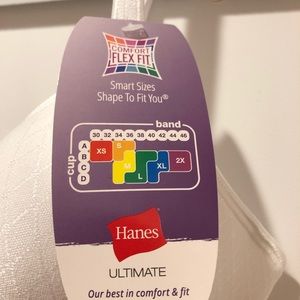 COMFORT
FLEX FIT
Smart Sizes
Shape To Fit You®
band
30 32 34 36 38 40 42 44 46
cup
A
B
C
D
XS
S
M
L
XL
2X
Hanes
ULTIMATE
Our best in comfort & fit